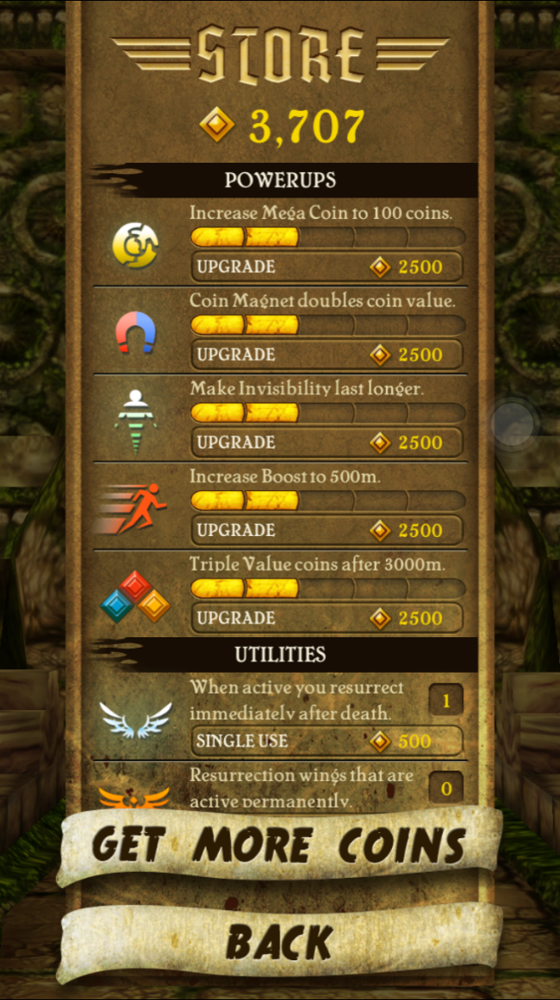 STORE
3,707
POWERUPS
Increase Mega Coin to 100 coins.
UPGRADE 2500
Coin Magnet doubles coin value.
UPGRADE 2500
Make Invisibility last longer.
UPGRADE 2500
Increase Boost to 500m.
UPGRADE 2500
Triple Value coins after 3000m.
UPGRADE 2500
UTILITIES
When active you resurrect
immediately after death.
1
SINGLE USE 500
Resurrection wings that are
active permanently.
0
GET MORE COINS
BACK